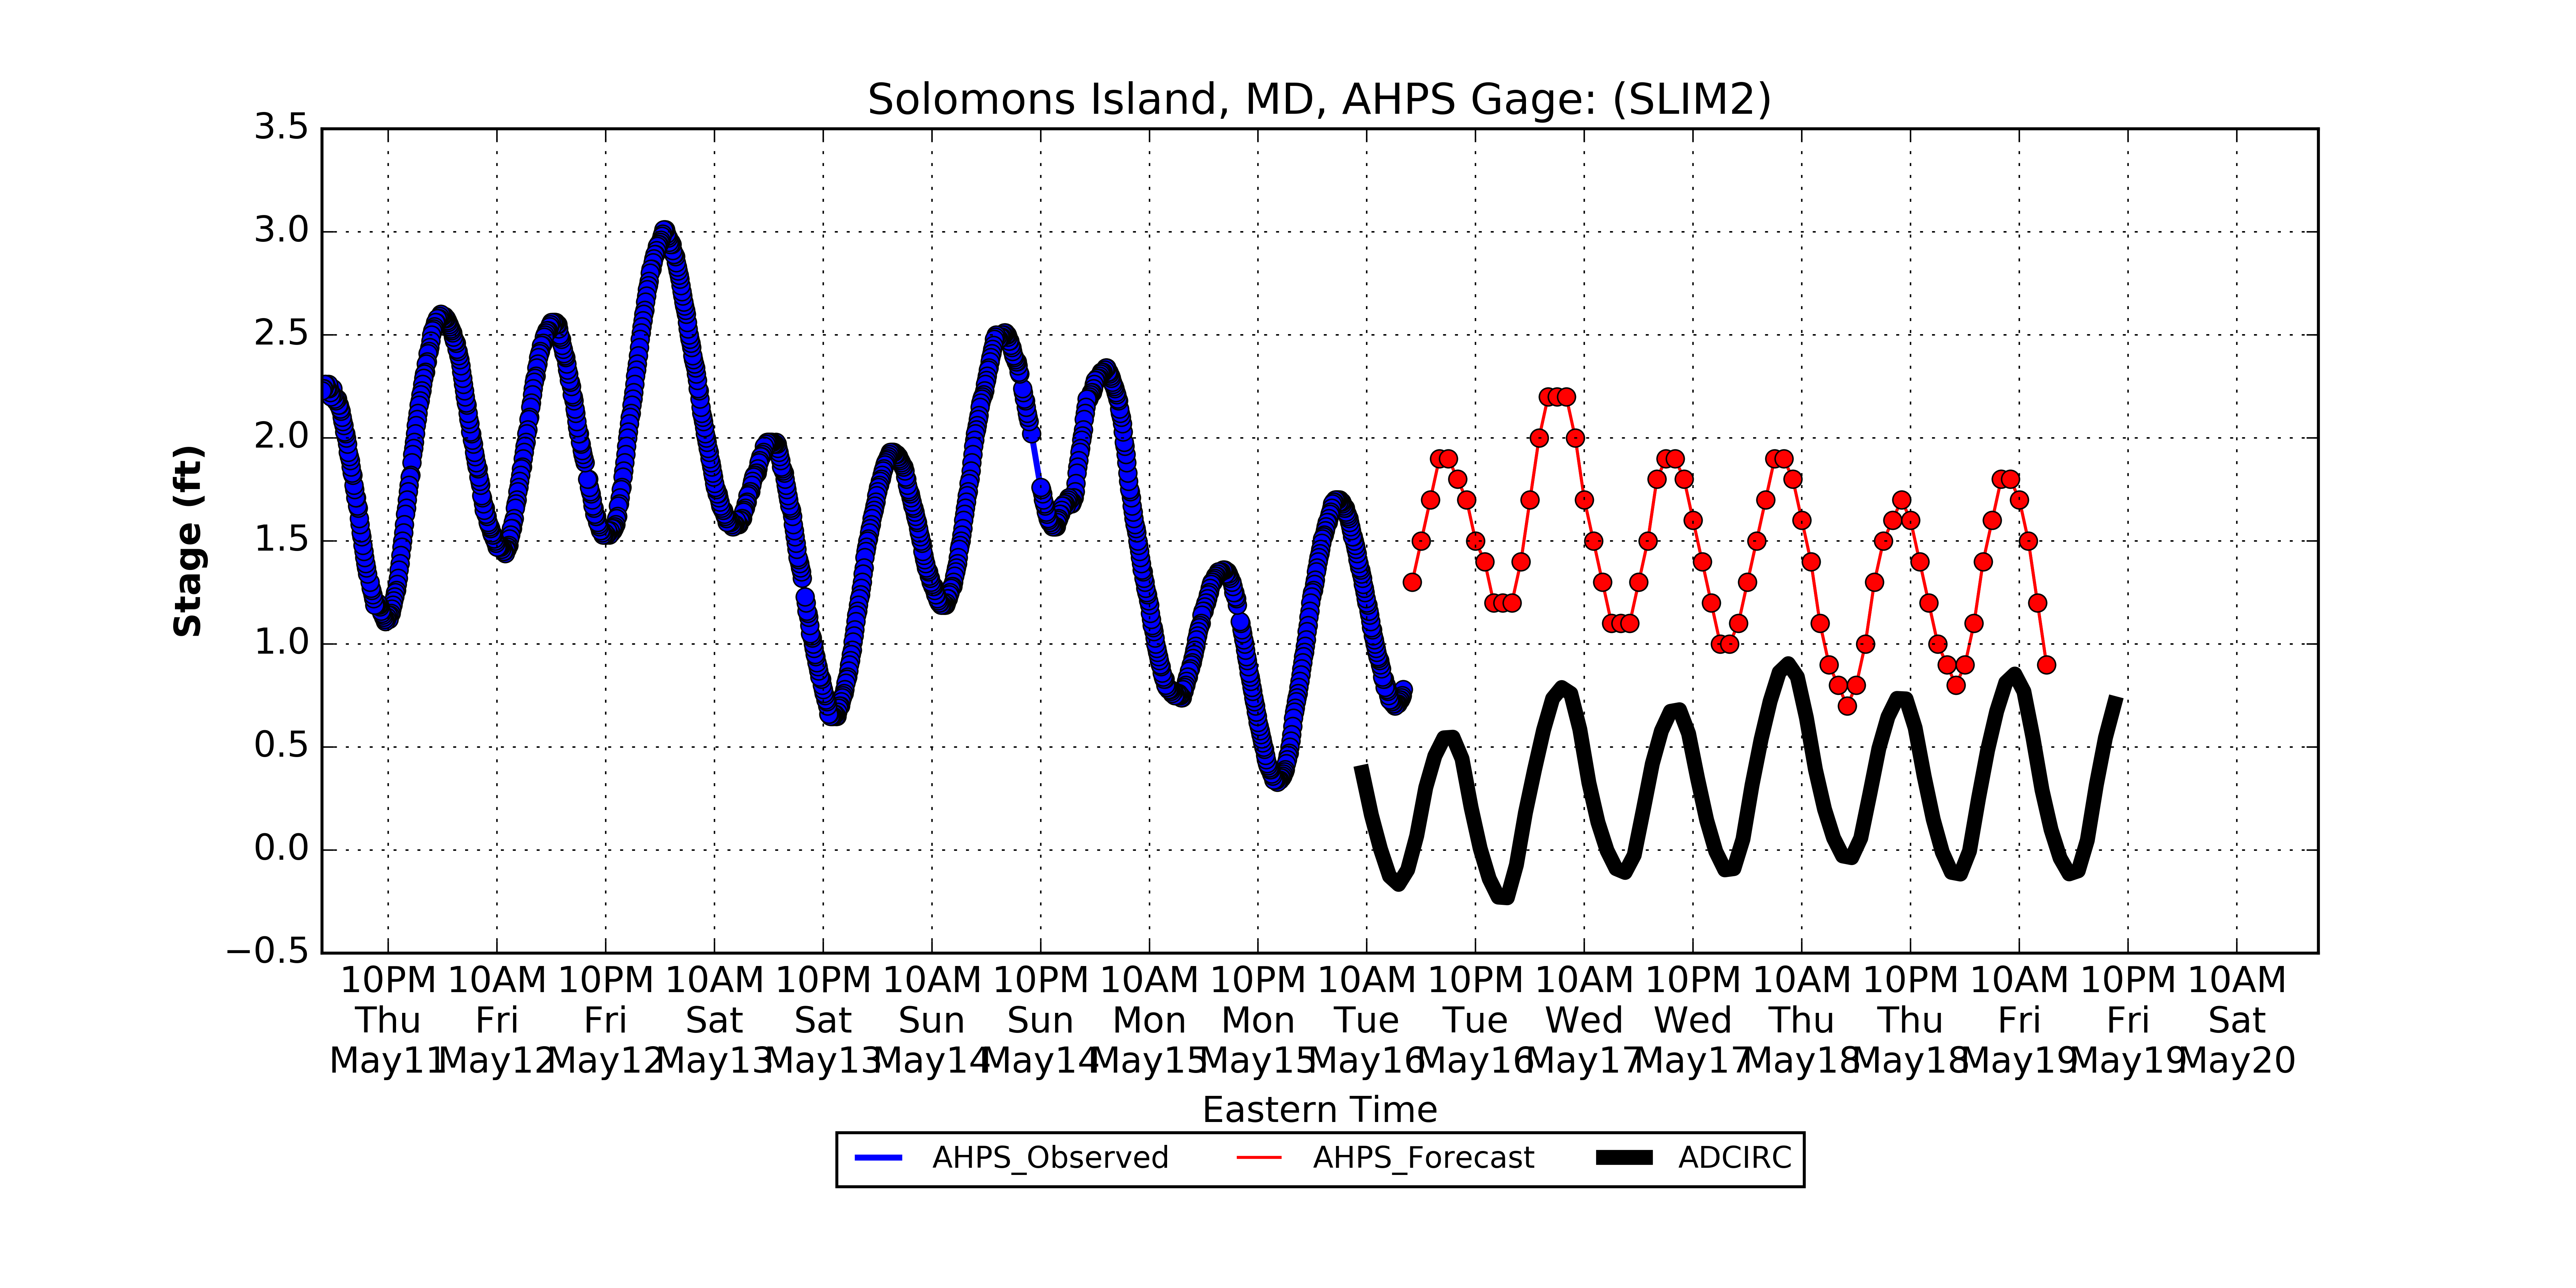 Solomons Island, MD, AHPS Gage: (SLIM2)
3.5
3.0
2.5
2.0
1.5
1.0
0.5
0.0
−0.5
Stage (ft)
10PM 10AM 10PM 10AM 10PM 10AM 10PM 10AM 10PM 10AM 10PM 10AM 10PM 10AM 10PM 10AM 10PM 10AM
Thu Fri Fri Sat Sat Sun Sun Mon Mon Tue Tue Wed Wed Thu Thu Fri Fri Sat
May11 May12 May12 May13 May13 May14 May14 May15 May15 May16 May16 May17 May17 May18 May18 May19 May19 May20
Eastern Time
AHPS_Observed AHPS_Forecast ADCIRC